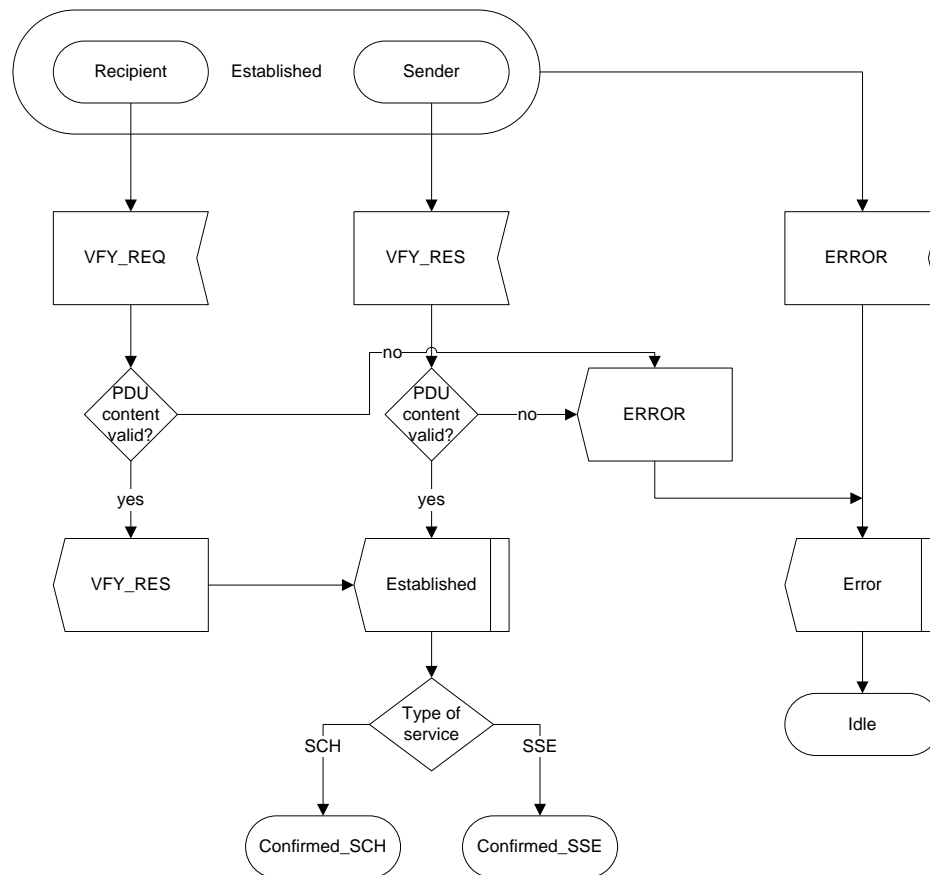 Recipient
Established
Sender
VFY_REQ
VFY_RES
ERROR
no
PDU
content
valid?
PDU
content
valid?
no
ERROR
yes
yes
VFY_RES
Established
Error
Type of
service
SCH
SSE
Idle
Confirmed_SCH
Confirmed_SSE